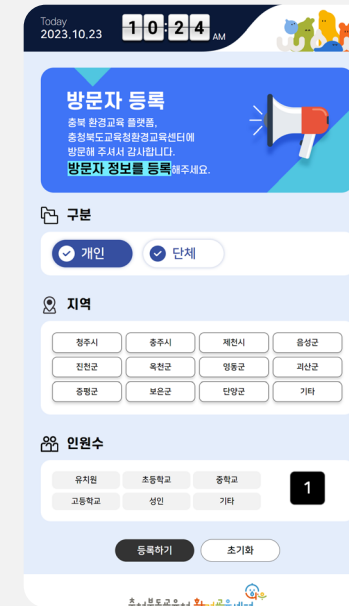 Today
2023.10.23 10:24 AM
방문자 등록
충북 환경교육 플랫폼,
충청북도교육청환경교육센터에
방문해 주셔서 감사합니다.
방문자 정보를 등록해주세요.
구분
개인 단체
지역
청주시 충주시 제천시 음성군
진천군 옥천군 영동군 괴산군
증평군 보은군 단양군 기타
인원수
유치원 초등학교 중학교
고등학교 성인 기타
1
등록하기 초기화